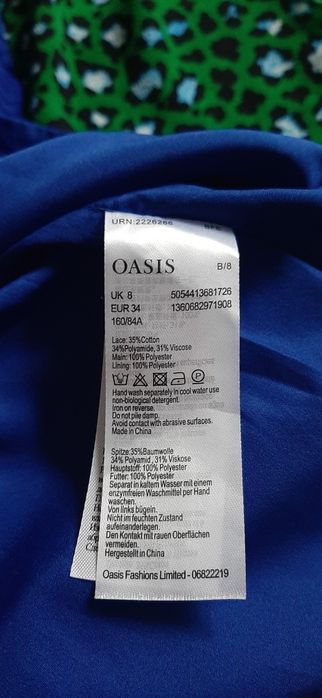 URN:2226266
OASIS B/8
UK 8 5054413681726
EUR 34 1360682971908
160/84A
Lace: 35%Cotton
34%Polyamide, 31% Viscose
Main: 100% Polyester
Lining: 100% Polyester
Hand wash separately in cool water use
non-biological detergent.
Iron on reverse.
Do not pile damp.
Avoid contact with abrasive surfaces.
Made in China
Spitze:35%Baumwolle
34% Polyamid, 31% Viskose
Hauptstoff: 100% Polyester
Futter: 100% Polyester
Separat in kaltem Wasser mit einem
enzymfreien Waschmittel per Hand
waschen.
Von links bügeln.
Nicht im feuchten Zustand
aufeinanderlegen.
Den Kontakt mit rauen Oberflächen
vermeiden.
Hergestellt in China
Oasis Fashions Limited - 06822219